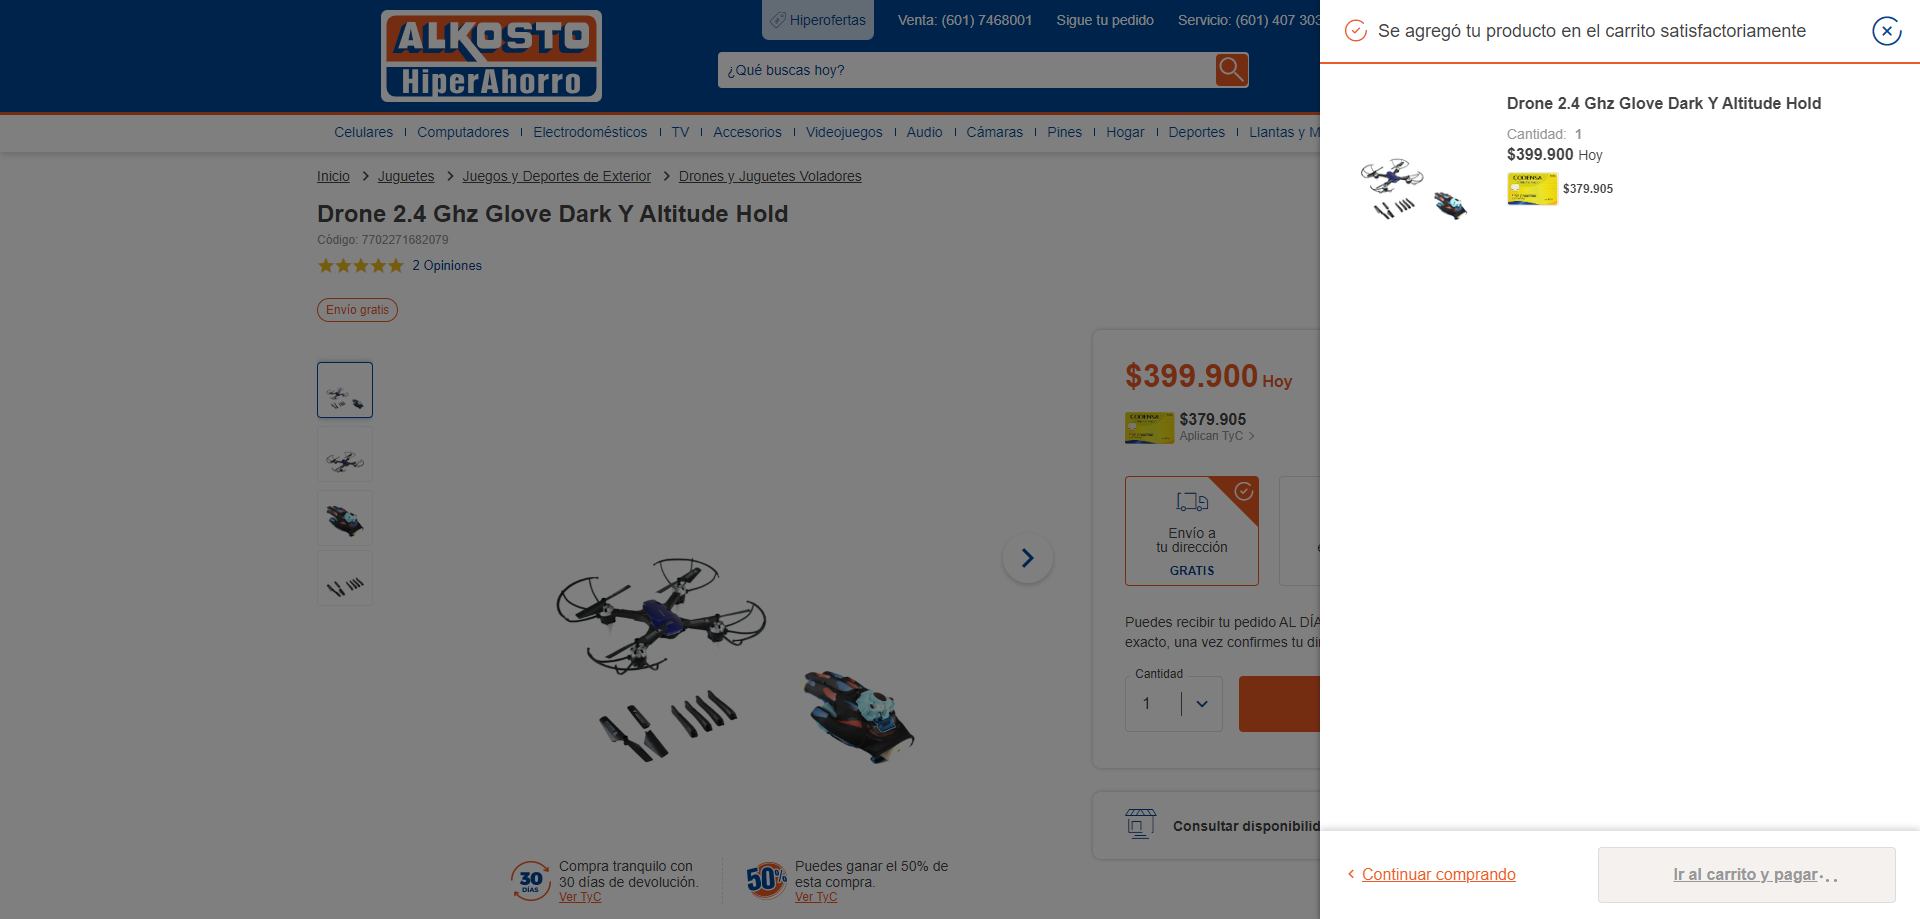 Hiperofertas
Venta: (601) 7468001
Sigue tu pedido
Servicio: (601) 407 303
ALKOSTO
HiperAhorro
¿Qué buscas hoy?
Celulares
Computadores
Electrodomésticos
TV
Accesorios
Videojuegos
Audio
Cámaras
Pines
Hogar
Deportes
Llantas y M
Inicio > Juguetes > Juegos y Deportes de Exterior > Drones y Juguetes Voladores
Drone 2.4 Ghz Glove Dark Y Altitude Hold
Código: 7702271682079
2 Opiniones
Envío gratis
$399.900 Hoy
CODENSA
$379.905
Aplican TyC >
Envío a
tu dirección
GRATIS
Puedes recibir tu pedido AL DÍA
exacto, una vez confirmes tu di
Cantidad
1
Consultar disponibilid
30
DÍAS
Compra tranquilo con
30 días de devolución.
Ver TyC
50%
Puedes ganar el 50% de
esta compra.
Ver TyC
Se agregó tu producto en el carrito satisfactoriamente
Drone 2.4 Ghz Glove Dark Y Altitude Hold
Cantidad: 1
$399.900 Hoy
CODENSA
$379.905
Continuar comprando
Ir al carrito y pagar...